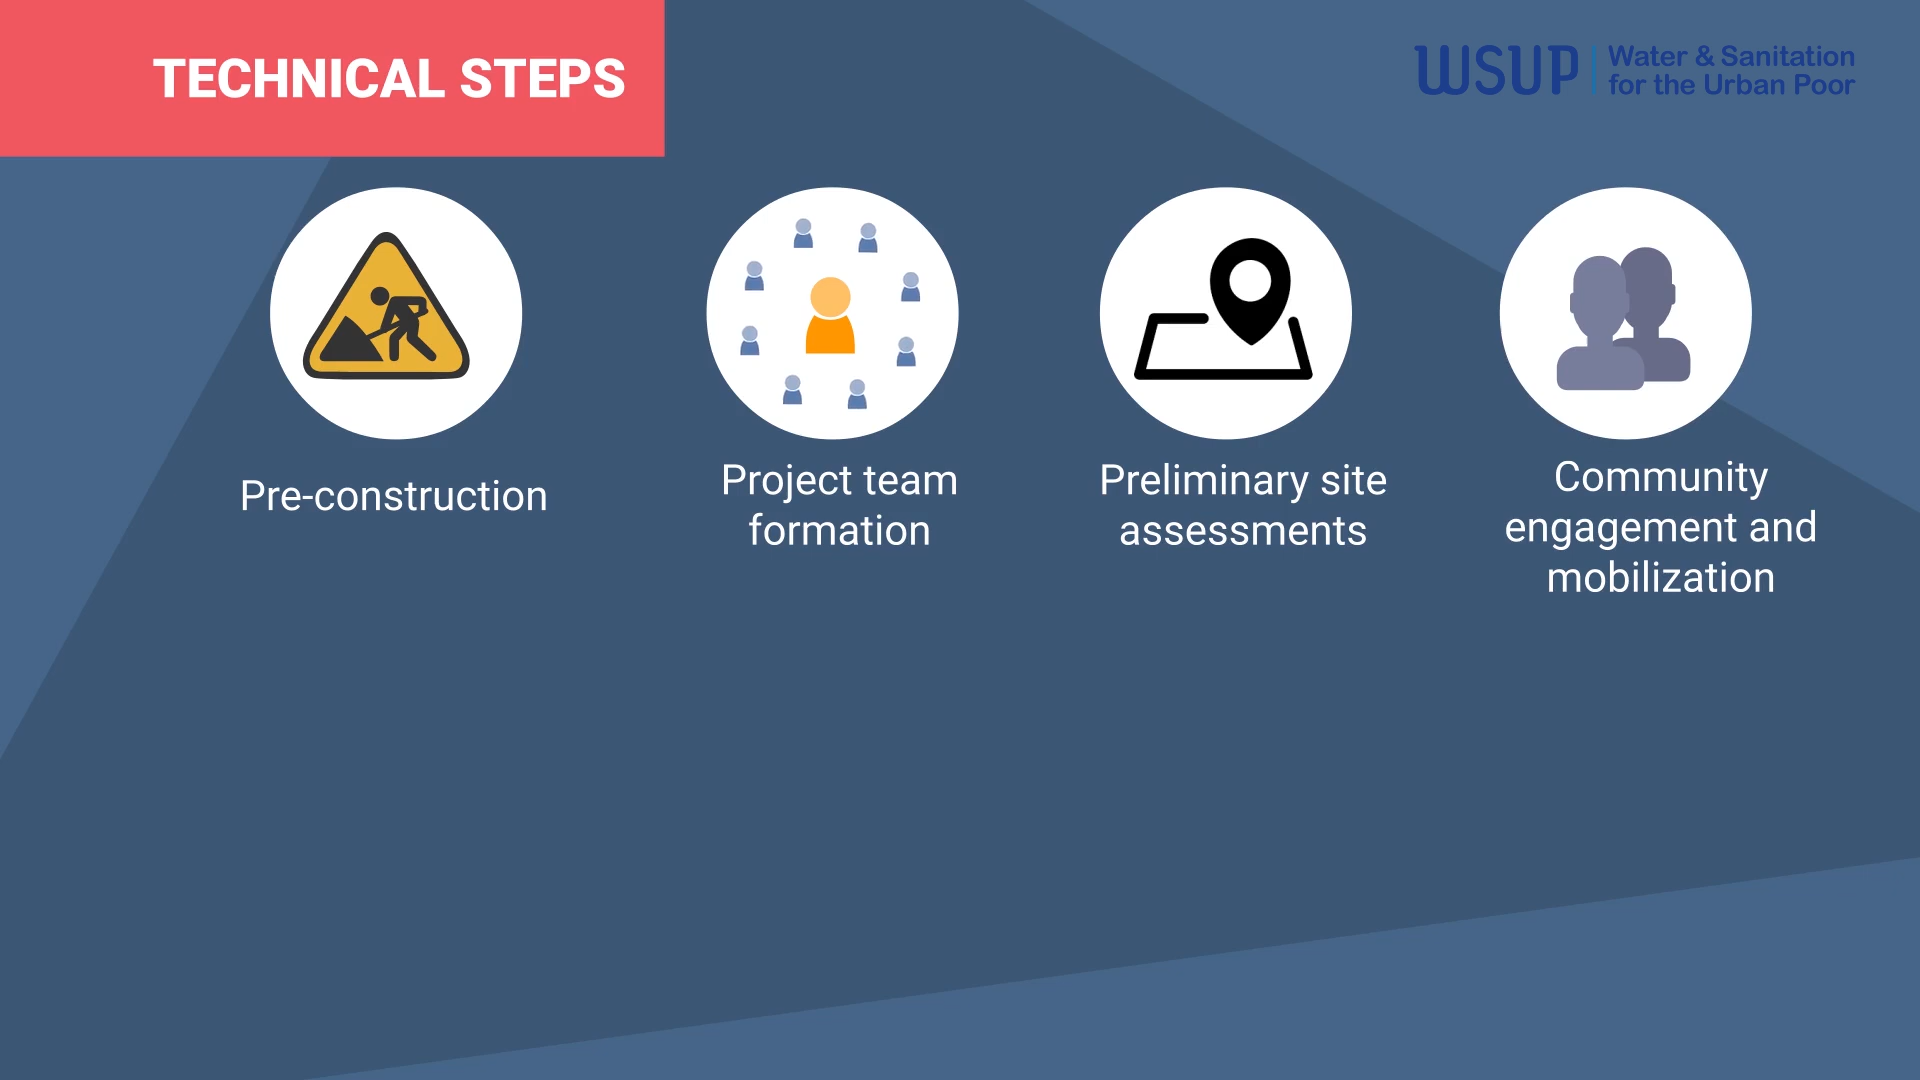 TECHNICAL STEPS
WSUP
Water & Sanitation
for the Urban Poor
Pre-construction
Project team
formation
Preliminary site
assessments
Community
engagement and
mobilization